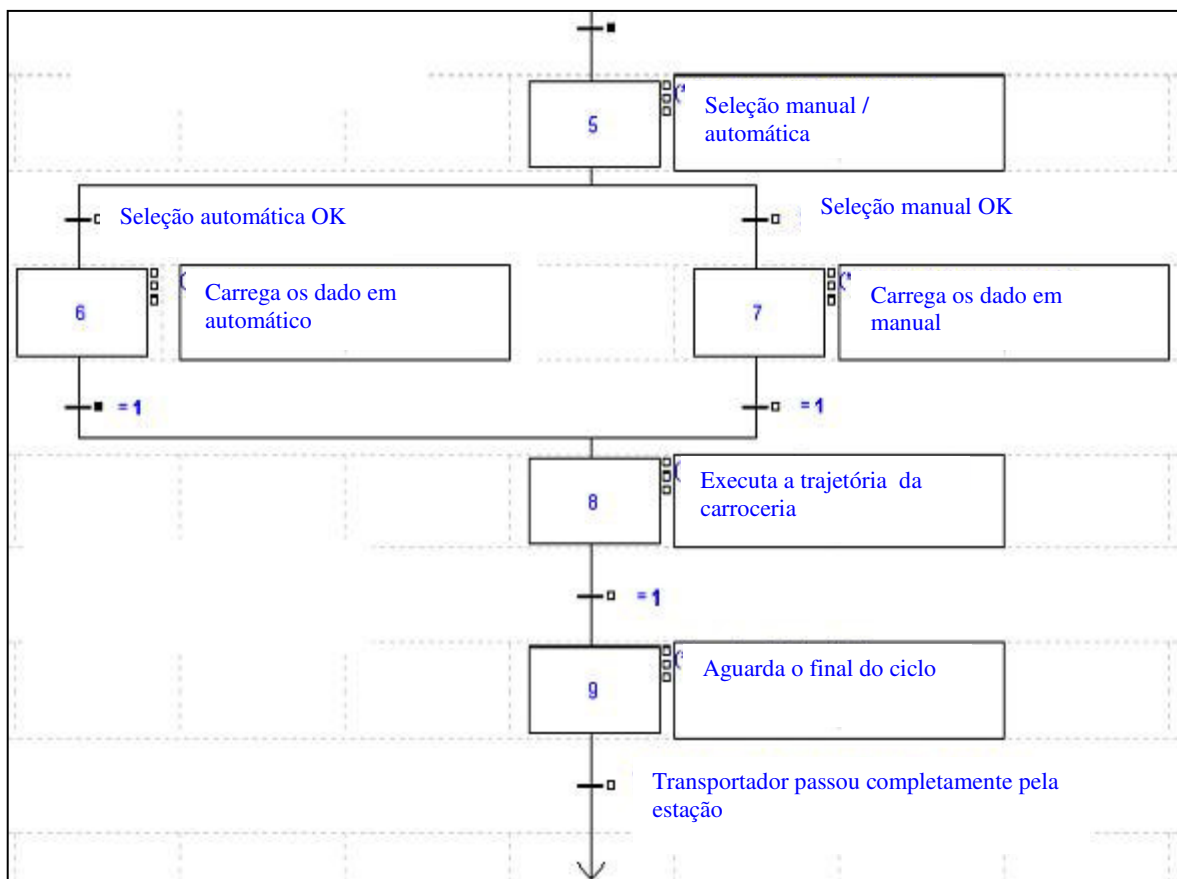 5
Seleção manual /
automática
Seleção automática OK
Seleção manual OK
6
Carrega os dado em
automático
7
Carrega os dado em
manual
= 1
= 1
8
Executa a trajetória da
carroceria
= 1
9
Aguarda o final do ciclo
Transportador passou completamente pela
estação